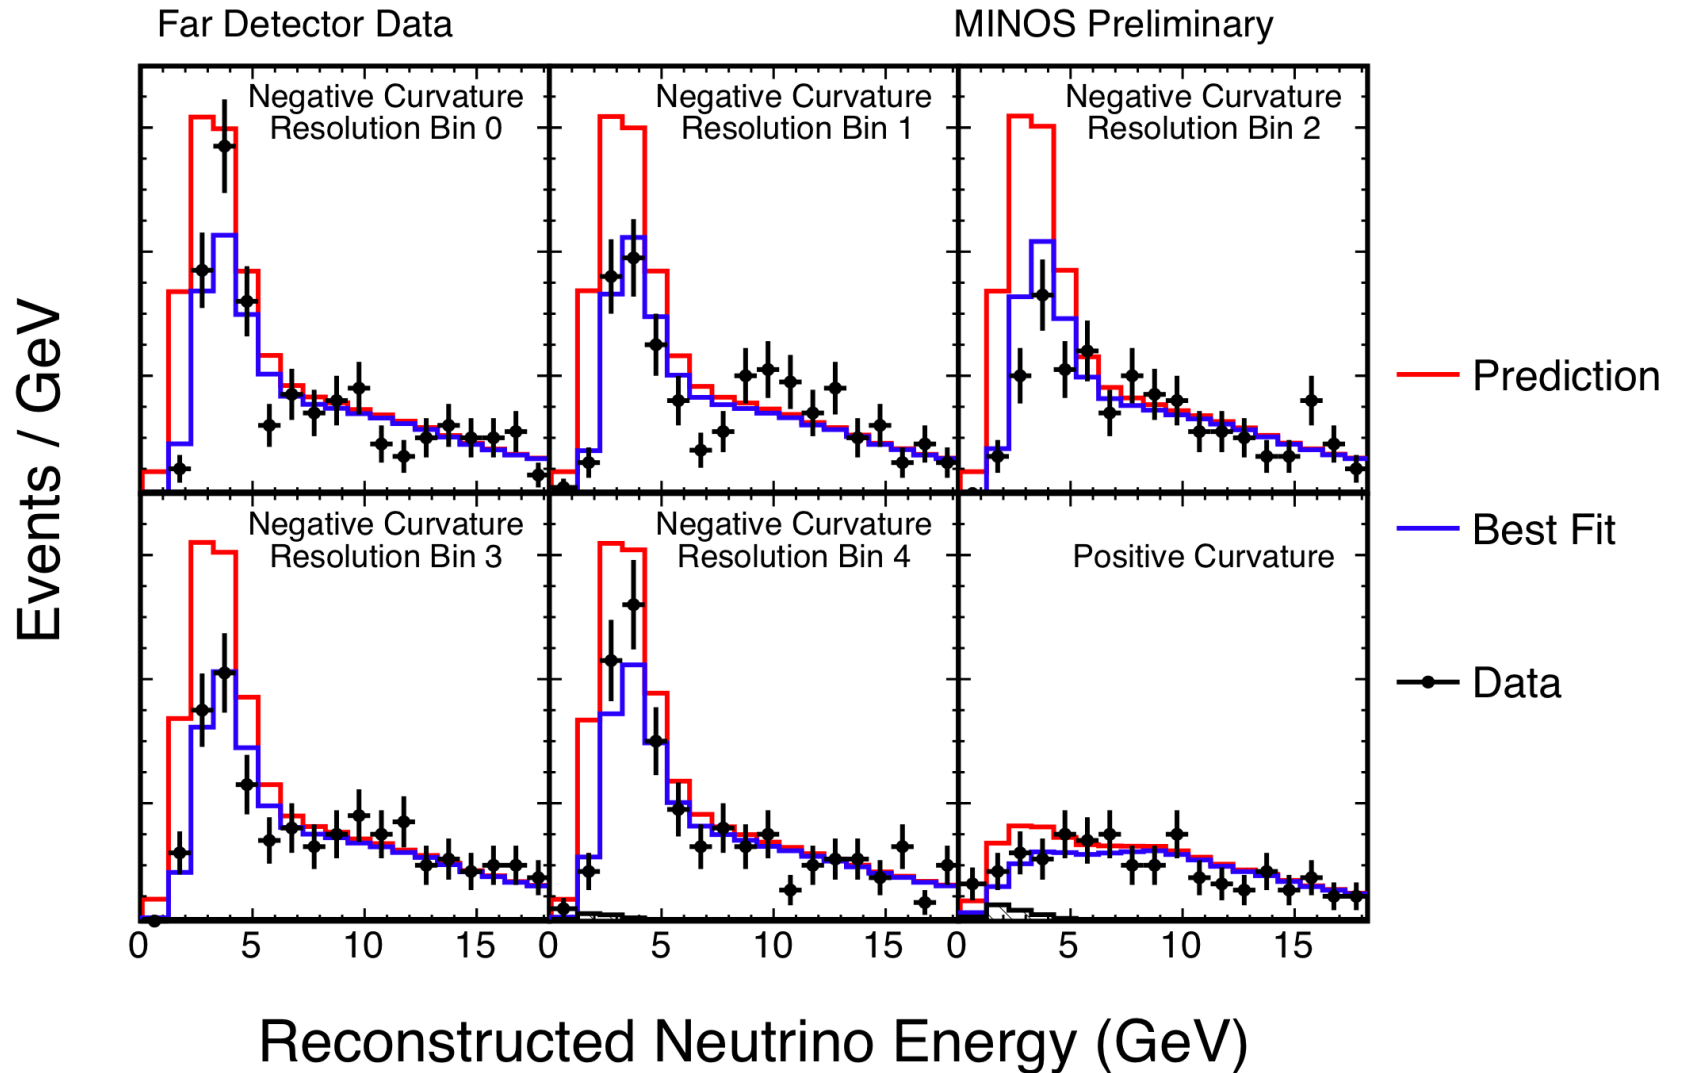 Far Detector Data
MINOS Preliminary
Negative Curvature
Resolution Bin 0
Negative Curvature
Resolution Bin 1
Negative Curvature
Resolution Bin 2
Negative Curvature
Resolution Bin 3
Negative Curvature
Resolution Bin 4
Positive Curvature
Events / GeV
Prediction
Best Fit
Data
0 5 10 15 0 5 10 15 0 5 10 15
Reconstructed Neutrino Energy (GeV)